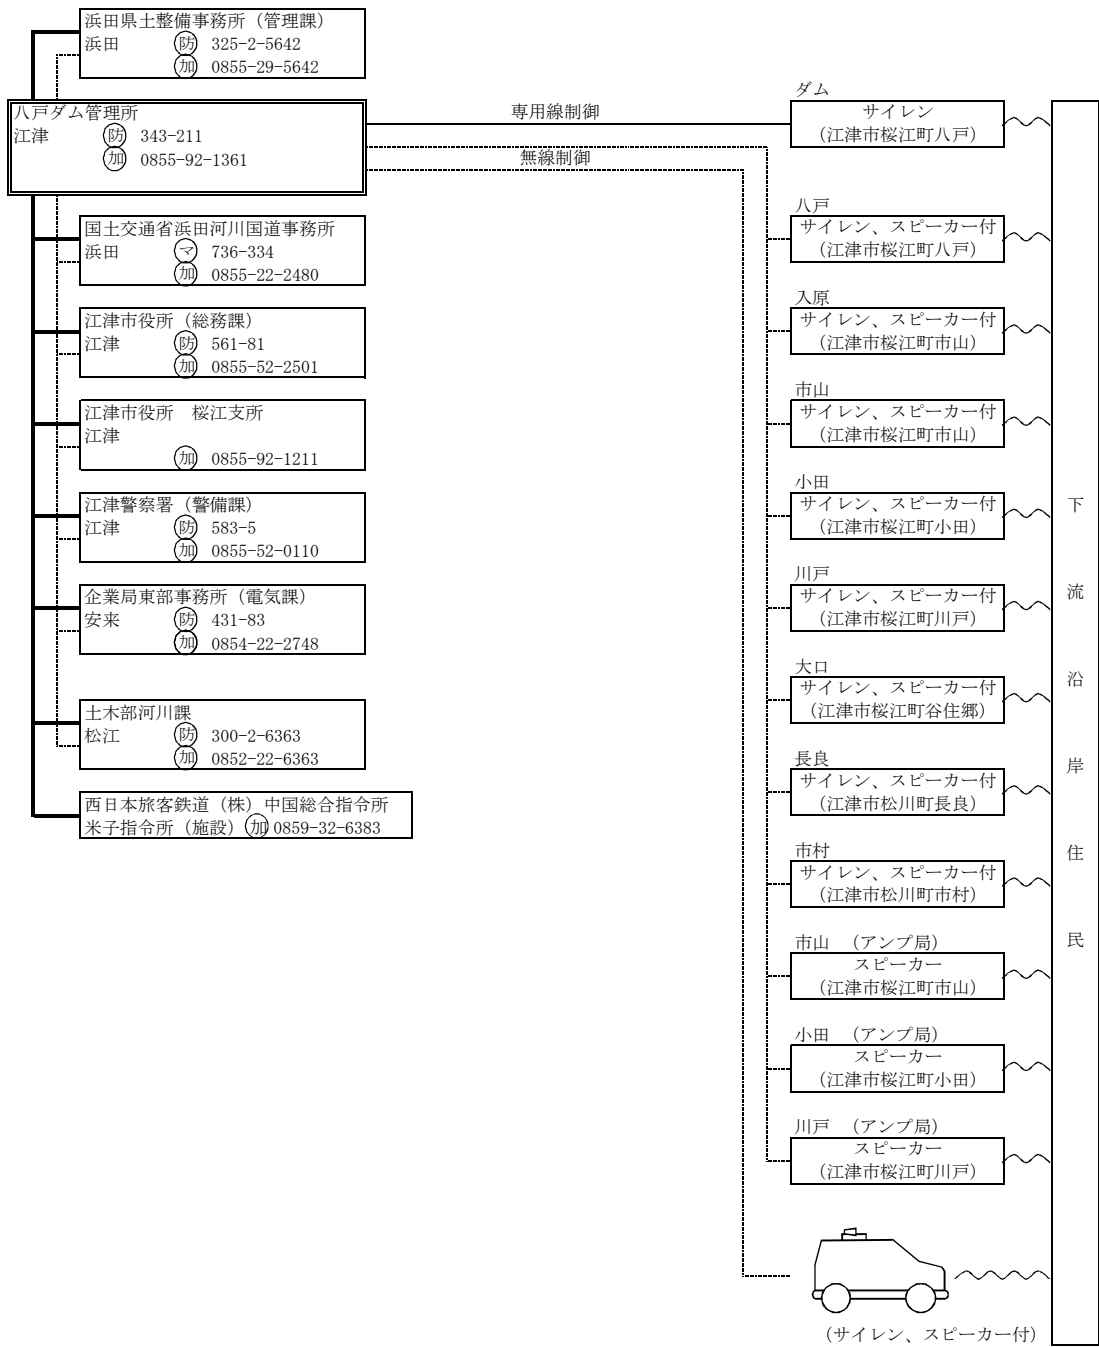 浜田県土整備事務所（管理課）
浜田　防　325-2-5642
加　0855-29-5642
八戸ダム管理所
江津　防　343-211
加　0855-92-1361
国土交通省浜田河川国道事務所
浜田　マ　736-334
加　0855-22-2480
江津市役所（総務課）
江津　防　561-81
加　0855-52-2501
江津市役所　桜江支所
江津
加　0855-92-1211
江津警察署（警備課）
江津　防　583-5
加　0855-52-0110
企業局東部事務所（電気課）
安来　防　431-83
加　0854-22-2748
土木部河川課
松江　防　300-2-6363
加　0852-22-6363
西日本旅客鉄道（株）中国総合指令所
米子指令所（施設）加 0859-32-6383
専用線制御
無線制御
ダム
サイレン
（江津市桜江町八戸）
八戸
サイレン、スピーカー付
（江津市桜江町八戸）
入原
サイレン、スピーカー付
（江津市桜江町市山）
市山
サイレン、スピーカー付
（江津市桜江町市山）
小田
サイレン、スピーカー付
（江津市桜江町小田）
川戸
サイレン、スピーカー付
（江津市桜江町川戸）
大口
サイレン、スピーカー付
（江津市桜江町谷住郷）
長良
サイレン、スピーカー付
（江津市松川町長良）
市村
サイレン、スピーカー付
（江津市松川町市村）
市山　（アンプ局）
スピーカー
（江津市桜江町市山）
小田　（アンプ局）
スピーカー
（江津市桜江町小田）
川戸　（アンプ局）
スピーカー
（江津市桜江町川戸）
（サイレン、スピーカー付）
下流沿岸住民